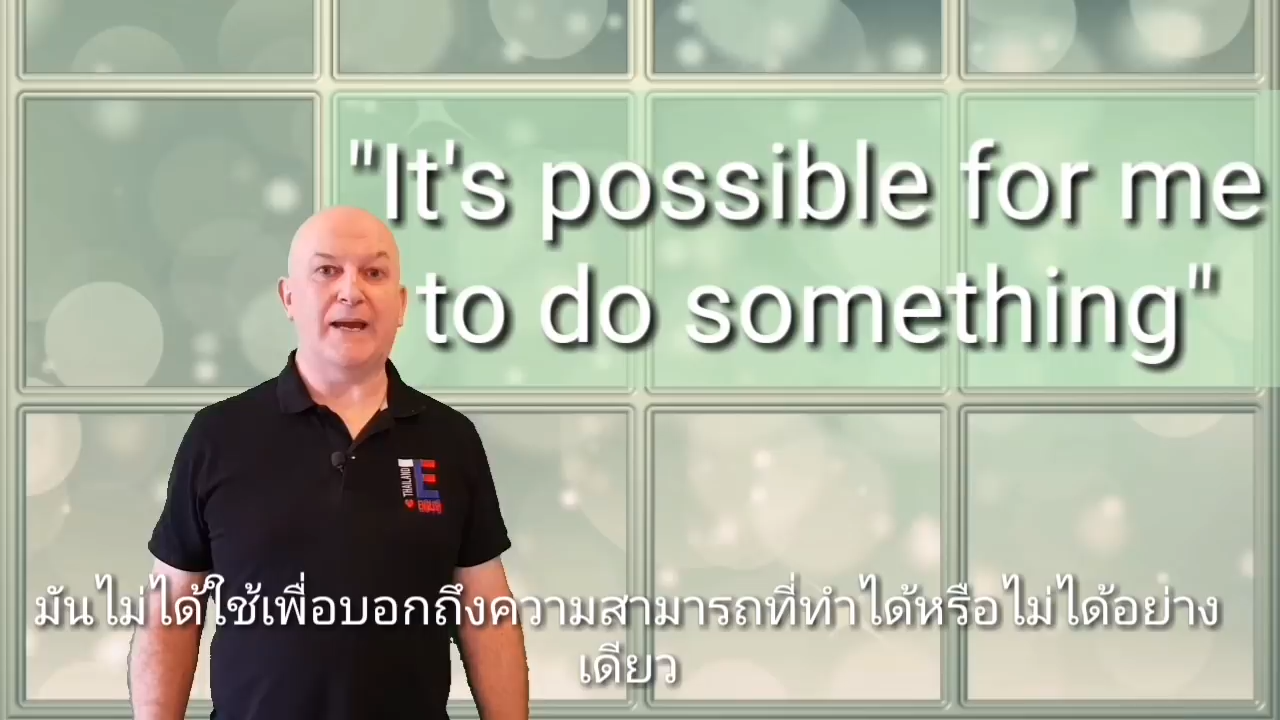 "It's possible for me
to do something"
THAILAND
E
มันไม่ได้ใช้เพื่อบอกถึงความสามารถที่ทำได้หรือไม่ได้อย่าง
เดียว